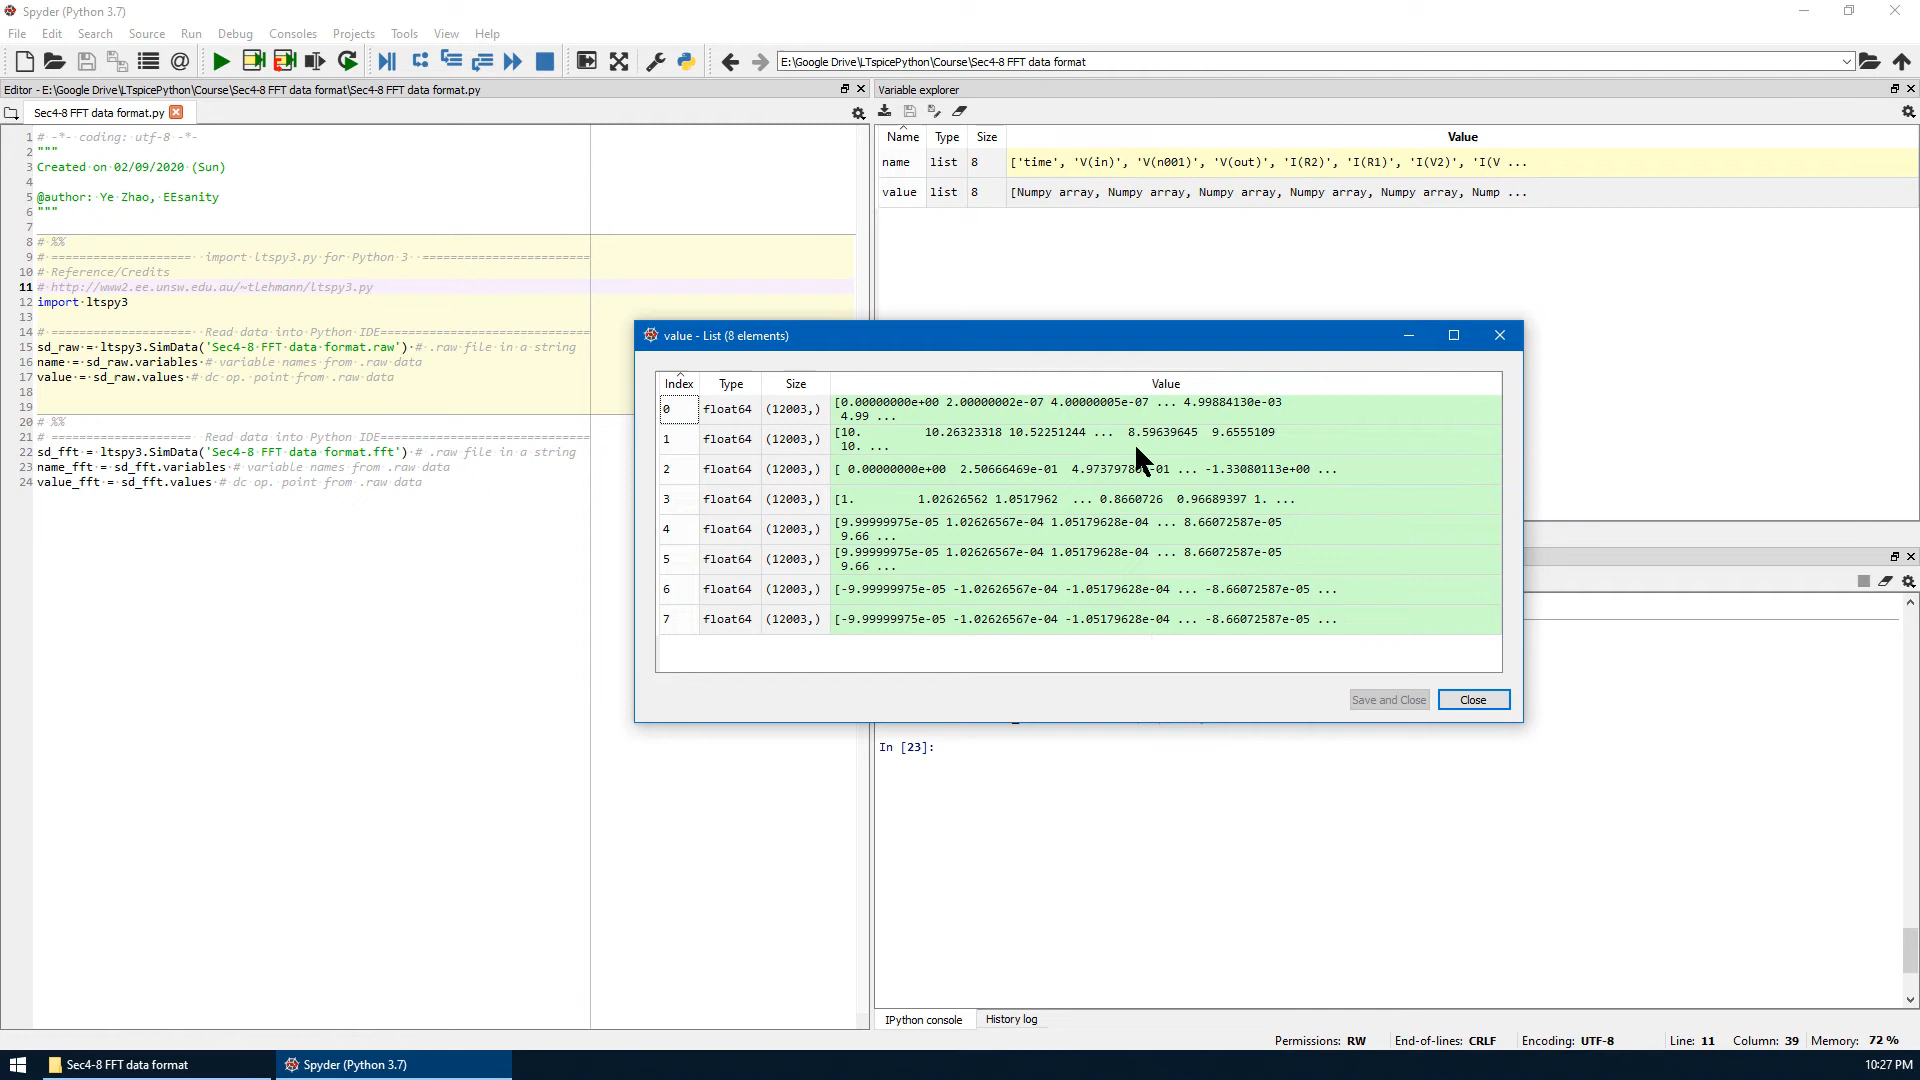 Spyder (Python 3.7)
File Edit Search Source Run Debug Consoles Projects Tools View Help
E:\Google Drive\LTspicePython\Course\Sec4-8 FFT data format
Editor - E:\Google Drive\LTspicePython\Course\Sec4-8 FFT data format\Sec4-8 FFT data format.py
Sec4-8 FFT data format.py
1 # -*- coding: utf-8 -*-
2 """
3 Created on 02/09/2020 (Sun)
4
5 @author: Ye Zhao, EEsanity
6 """
7
8 # %%
9 # ==================== import ltspy3.py for Python 3 ========================
10 # Reference/Credits
11 # http://www2.ee.unsw.edu.au/~tlehmann/ltspy3.py
12 import ltspy3
13
14 # ==================== Read data into Python IDE==============================
15 sd_raw = ltspy3.SimData('Sec4-8 FFT data format.raw') # .raw file in a string
16 name = sd_raw.variables # variable names from .raw data
17 value = sd_raw.values # dc op. point from .raw data
18
19
20 # %%
21 # ==================== Read data into Python IDE==============================
22 sd_fft = ltspy3.SimData('Sec4-8 FFT data format.fft') # .raw file in a string
23 name_fft = sd_fft.variables # variable names from .raw data
24 value_fft = sd_fft.values # dc op. point from .raw data
Variable explorer
Name Type Size Value
name list 8 ['time', 'V(in)', 'V(n001)', 'V(out)', 'I(R2)', 'I(R1)', 'I(V2)', 'I(V ...
value list 8 [Numpy array, Numpy array, Numpy array, Numpy array, Numpy array, Nump ...
value - List (8 elements)
Index Type Size Value
0 float64 (12003,) [0.00000000e+00 2.00000002e-07 4.00000005e-07 ... 4.99884130e-03
4.99 ...
1 float64 (12003,) [10. 10.26323318 10.52251244 ... 8.59639645 9.6555109
10. ...
2 float64 (12003,) [ 0.00000000e+00 2.50666469e-01 ... -1.33080113e+00 ...
3 float64 (12003,) [1. 1.02626562 1.0517962 ... 0.8660726 0.96689397 1. ...
4 float64 (12003,) [9.99999975e-05 1.02626567e-04 1.05179628e-04 ... 8.66072587e-05
9.66 ...
5 float64 (12003,) [9.99999975e-05 1.02626567e-04 1.05179628e-04 ... 8.66072587e-05
9.66 ...
6 float64 (12003,) [-9.99999975e-05 -1.02626567e-04 -1.05179628e-04 ... -8.66072587e-05 ...
7 float64 (12003,) [-9.99999975e-05 -1.02626567e-04 -1.05179628e-04 ... -8.66072587e-05 ...
Save and Close Close
In [23]:
IPython console History log
Permissions: RW End-of-lines: CRLF Encoding: UTF-8 Line: 11 Column: 39 Memory: 72 %
Sec4-8 FFT data format Spyder (Python 3.7) 10:27 PM